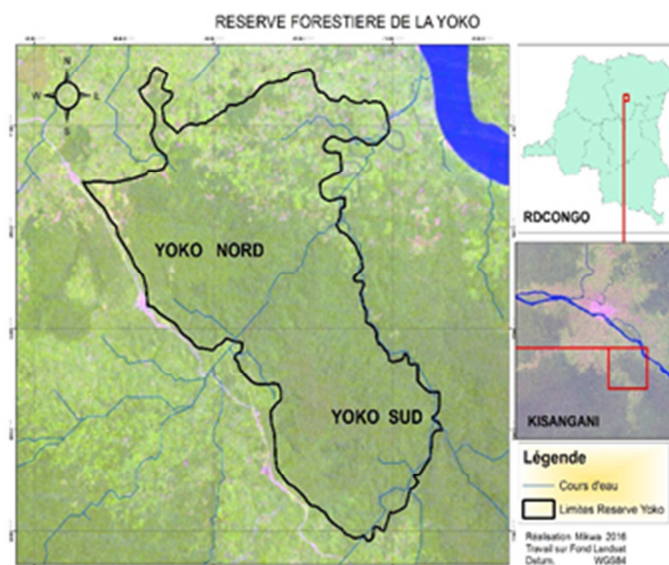 RESERVE FORESTIERE DE LA YOKO
N
W
S
YOKO NORD
YOKO SUD
RDCONGO
KISANGANI
Légende
Cours d'eau
Limites Reserve Yoko
Réalisation Mikwa 2016
Travail sur Fond Landsat
Datum. WGS84